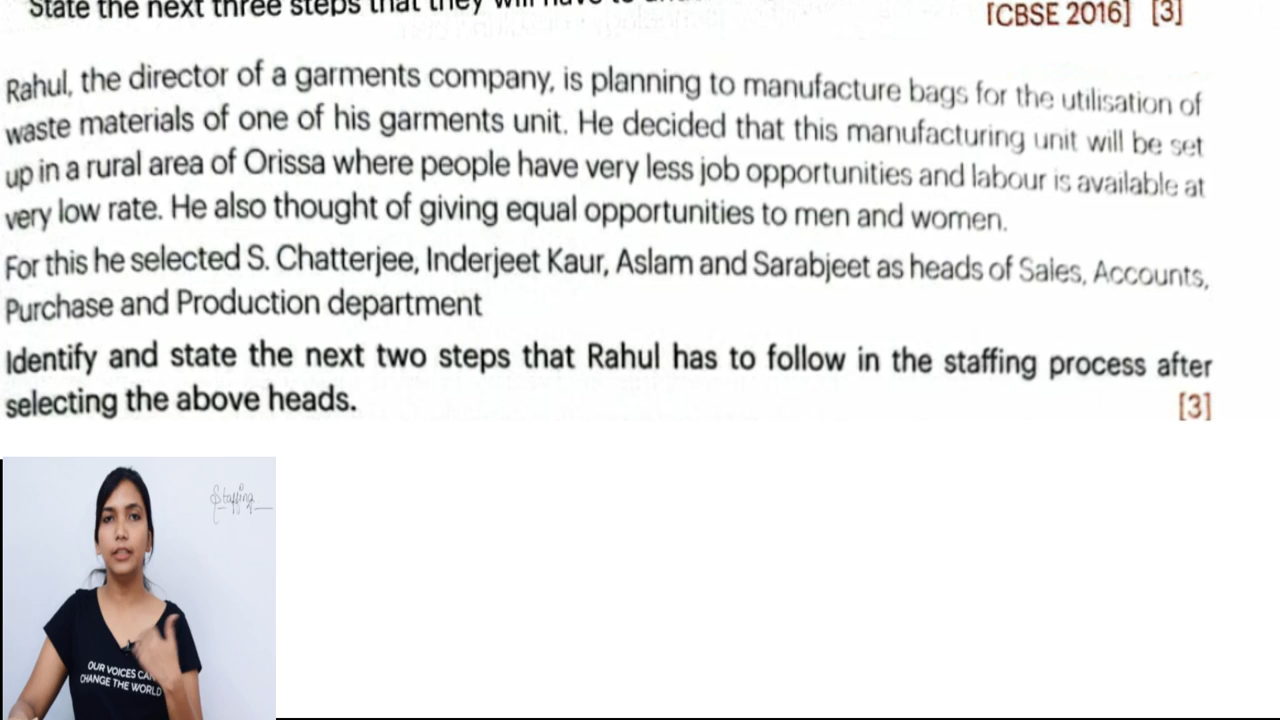 State the next three steps that they will have to
[CBSE 2016] [3]
Rahul, the director of a garments company, is planning to manufacture bags for the utilisation of
waste materials of one of his garments unit. He decided that this manufacturing unit will be set
up in a rural area of Orissa where people have very less job opportunities and labour is available at
very low rate. He also thought of giving equal opportunities to men and women.
For this he selected S. Chatterjee, Inderjeet Kaur, Aslam and Sarabjeet as heads of Sales, Accounts,
Purchase and Production department
Identify and state the next two steps that Rahul has to follow in the staffing process after
selecting the above heads.
[3]
Staffing
OUR VOICES CAN
CHANGE THE WORLD